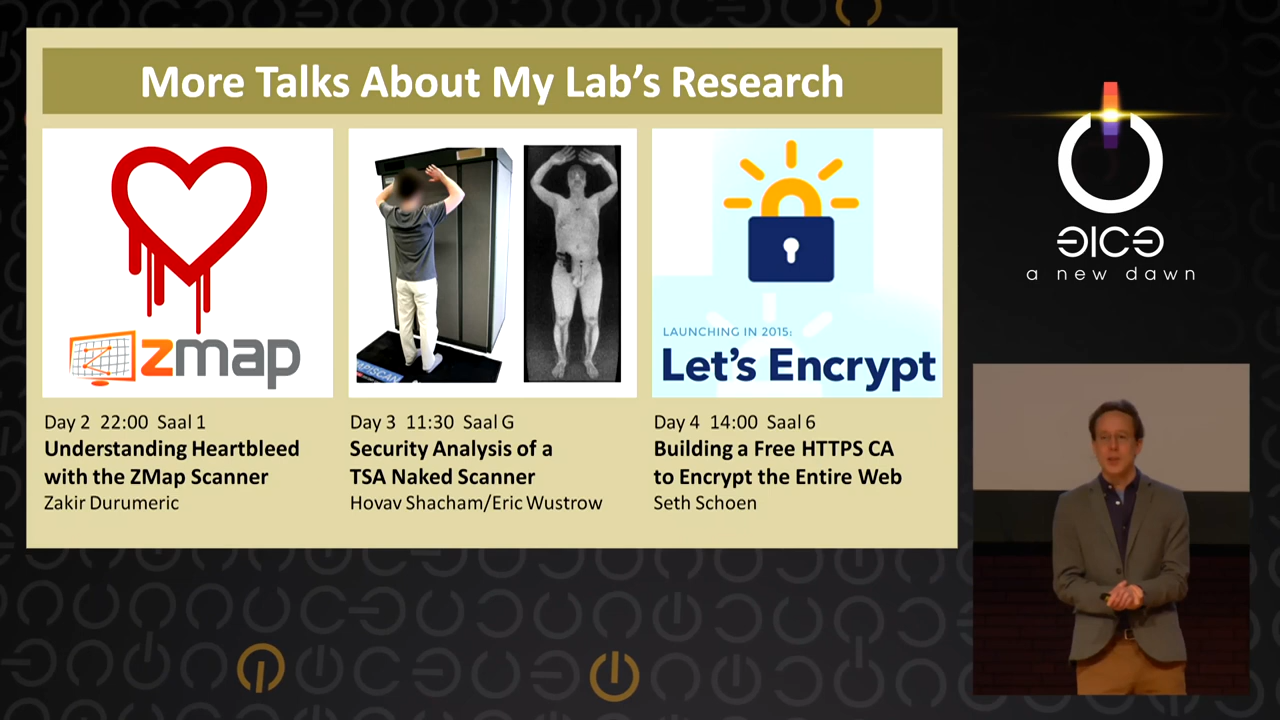 More Talks About My Lab's Research
zmap
LAUNCHING IN 2015:
Let's Encrypt
Day 2 22:00 Saal 1
Understanding Heartbleed
with the ZMap Scanner
Zakir Durumeric
Day 3 11:30 Saal G
Security Analysis of a
TSA Naked Scanner
Hovav Shacham/Eric Wustrow
Day 4 14:00 Saal 6
Building a Free HTTPS CA
to Encrypt the Entire Web
Seth Schoen
a new dawn